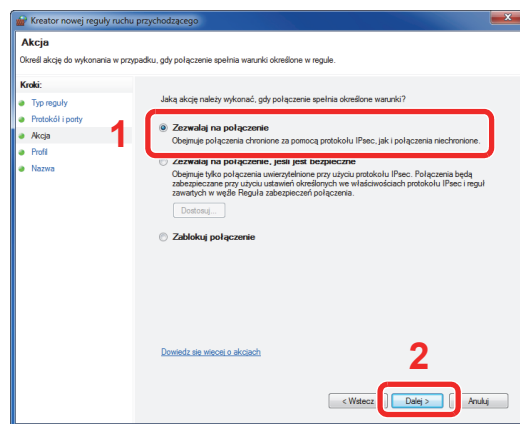 Kreator nowej reguły ruchu przychodzącego
Akcja
Określ akcję do wykonania w przypadku, gdy połączenie spełnia warunki określone w regule.
Kroki:
Typ reguły
Protokół i porty
Akcja
Profil
Nazwa
Jaką akcję należy wykonać, gdy połączenie spełnia określone warunki?
1
Zezwalaj na połączenie
Obejmuje połączenia chronione za pomocą protokołu IPsec, jak i połączenia niechronione.
Zezwalaj na połączenie, jeśli jest bezpieczne
Obejmuje tylko połączenia uwierzytelnione przy użyciu protokołu IPsec. Połączenia będą
zabezpieczane przy użyciu ustawień określonych we właściwościach protokołu IPsec i reguł
zawartych w węźle Reguła zabezpieczeń połączenia.
Dostosuj...
Zablokuj połączenie
Dowiedz się więcej o akcjach
2
< Wstecz
Dalej >
Anuluj